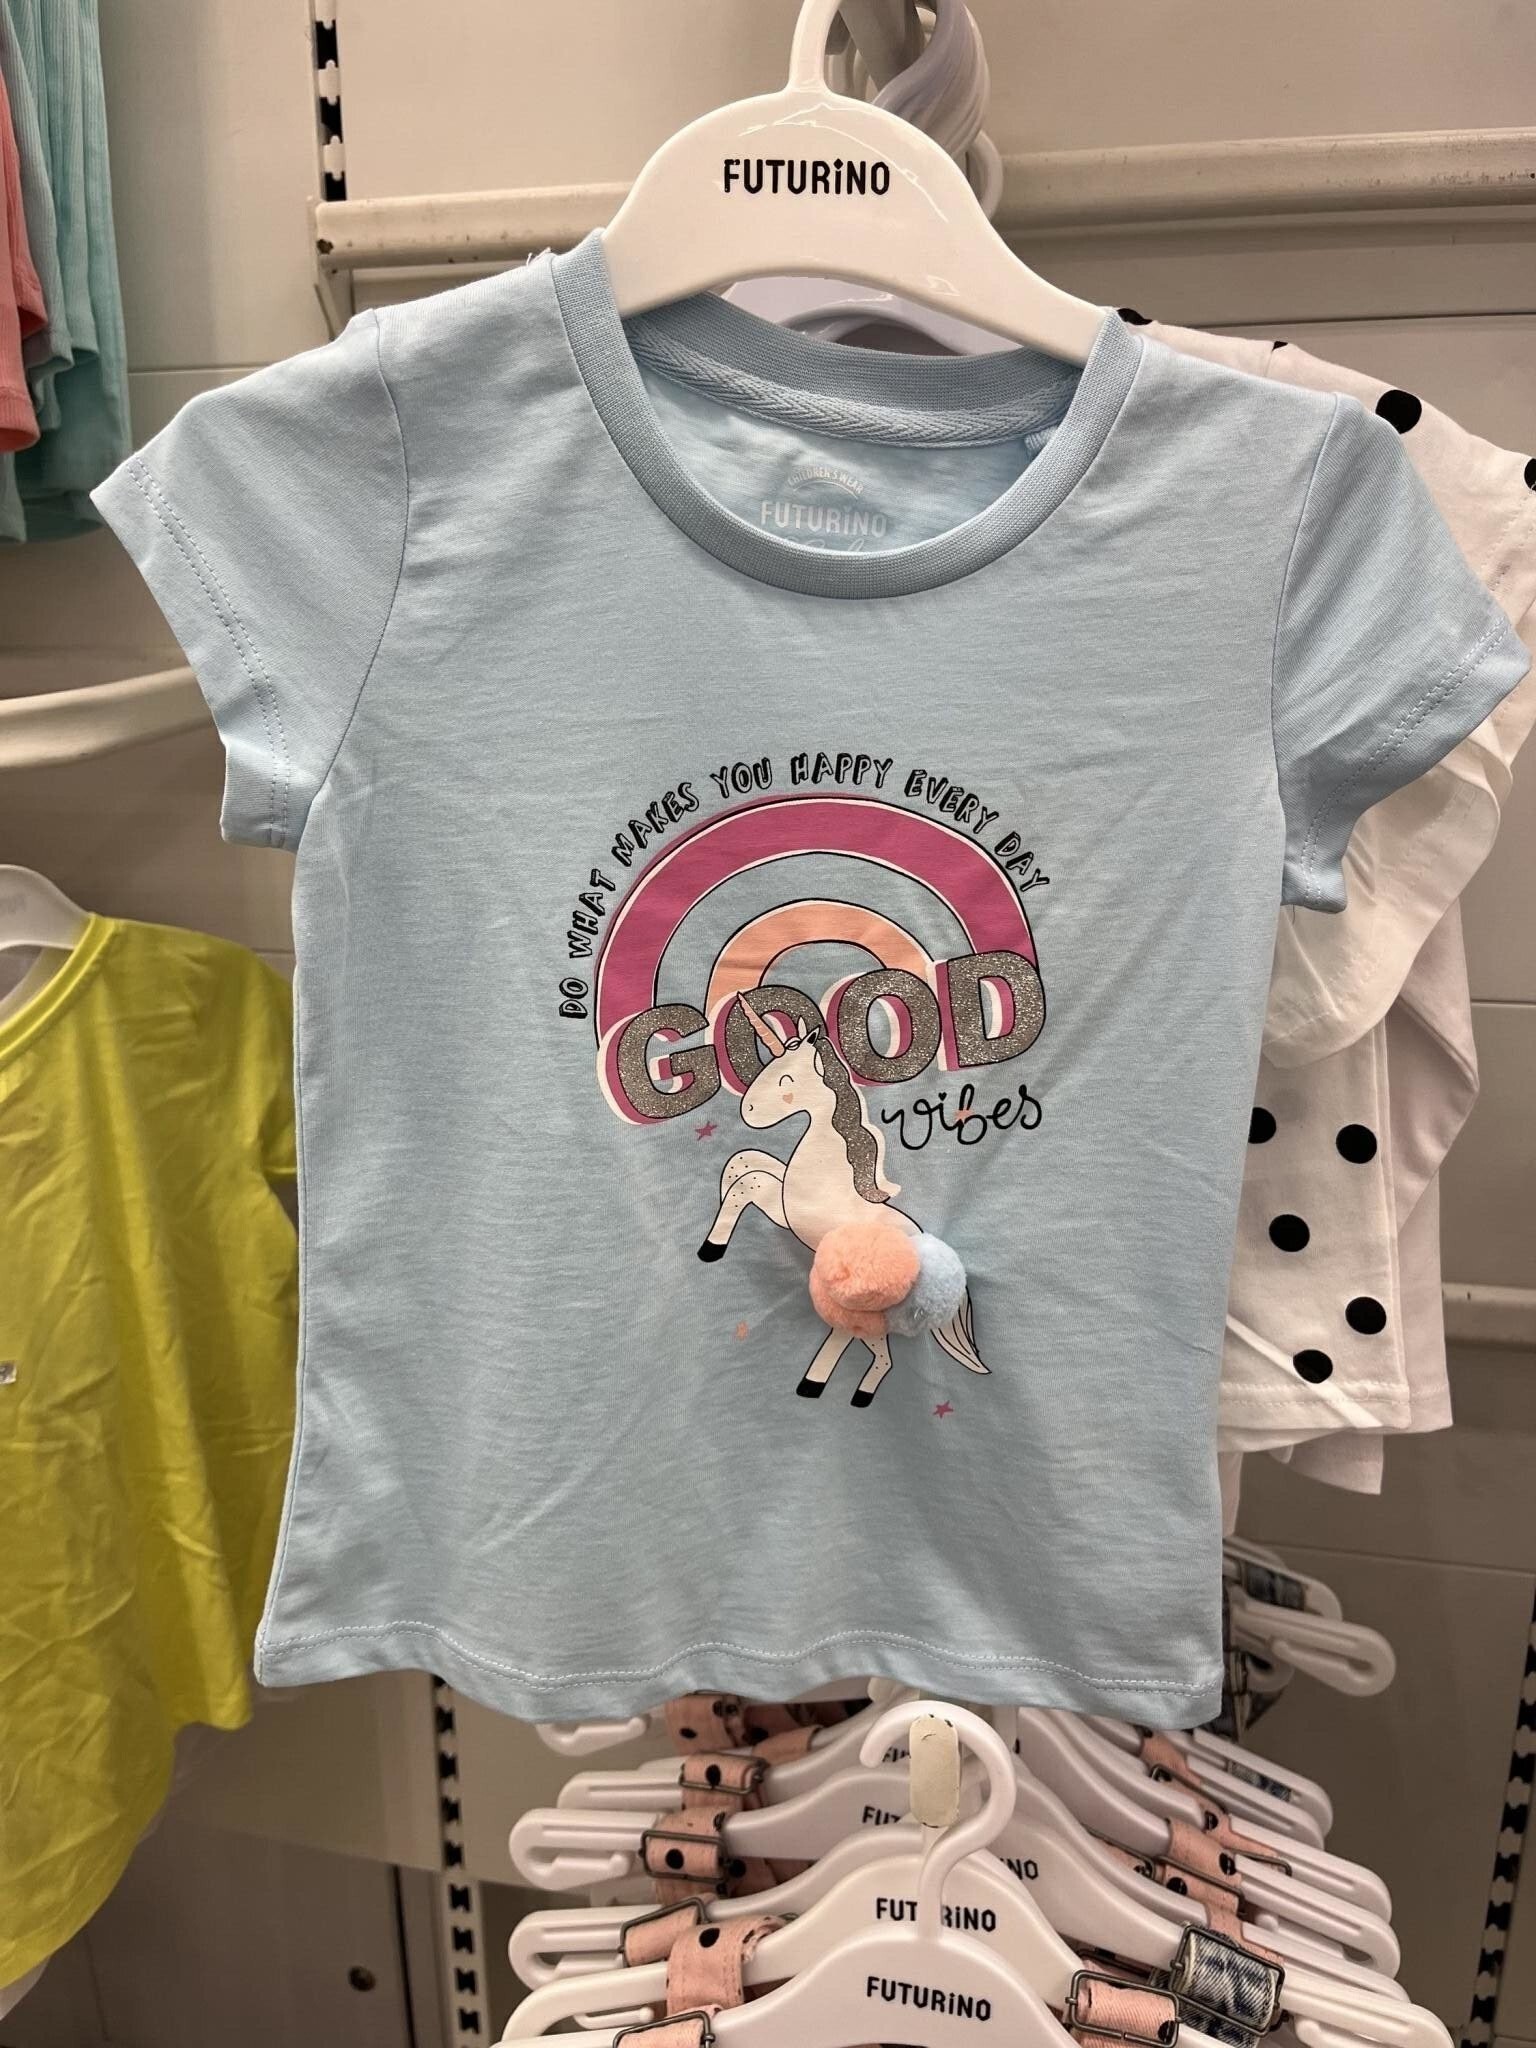 FUTURiNO
CHILDREN'S WEAR
FUTURiNO
DO WHAT MAKES YOU HAPPY EVERY DAY
GOOD
vibes
FUTURiNO
FUTURiNO